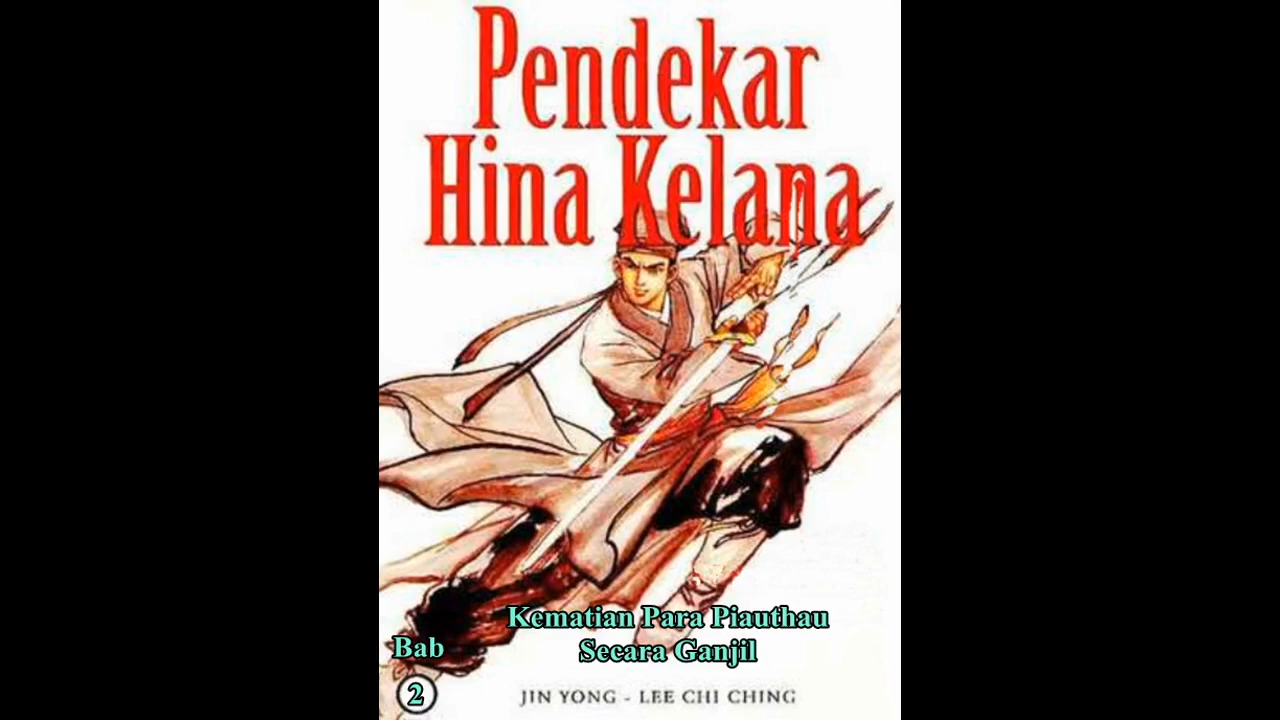 Pendekar
Hina Kelana
Kematian Para Piauthau
Secara Ganjil
Bab
2
JIN YONG - LEE CHI CHING